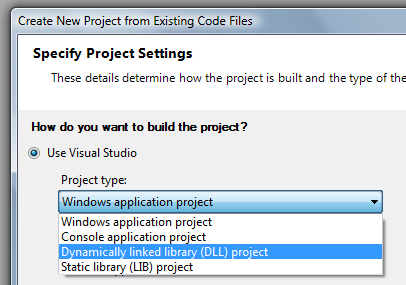 Create New Project from Existing Code Files
Specify Project Settings
These details determine how the project is built and the type of the
How do you want to build the project?
Use Visual Studio
Project type:
Windows application project
Windows application project
Console application project
Dynamically linked library (DLL) project
Static library (LIB) project